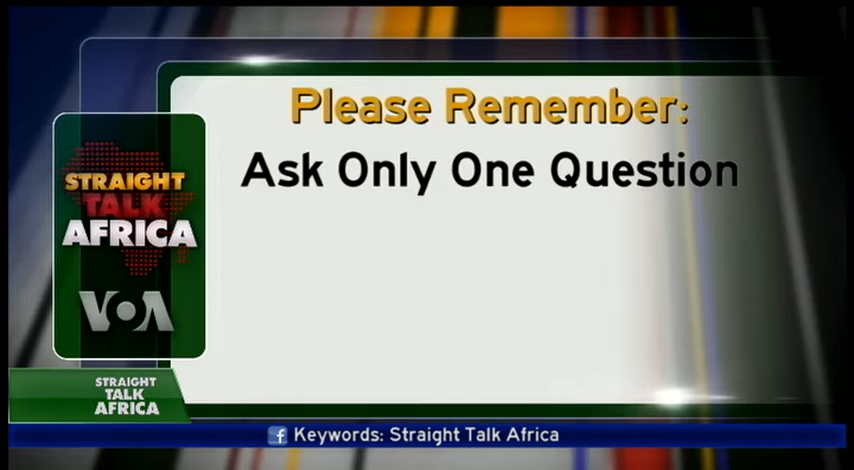 Please Remember:
Ask Only One Question
STRAIGHT
TALK
AFRICA
VOA
STRAIGHT
TALK
AFRICA
f Keywords: Straight Talk Africa